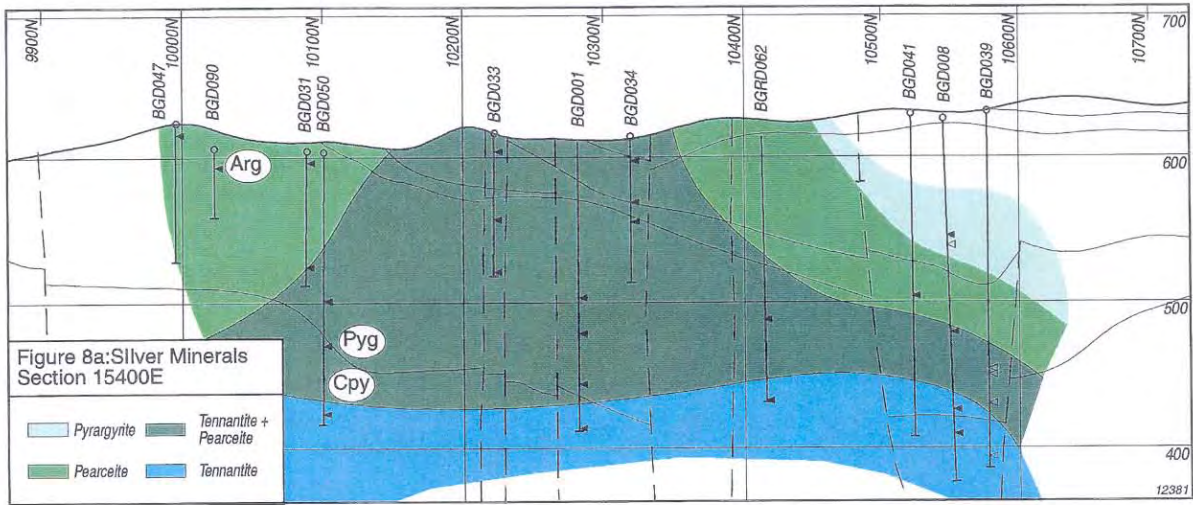 9900N
10000N
10100N
10200N
10300N
10400N
10500N
10600N
10700N
700
BGD047
BGD090
BGD031
BGD050
BGD033
BGD001
BGD034
BGRD062
BGD041
BGD008
BGD039
600
Arg
500
Pyg
Cpy
400
Figure 8a:Silver Minerals
Section 15400E
Pyrargyrite
Tennantite +
Pearceite
Pearceite
Tennantite
12381